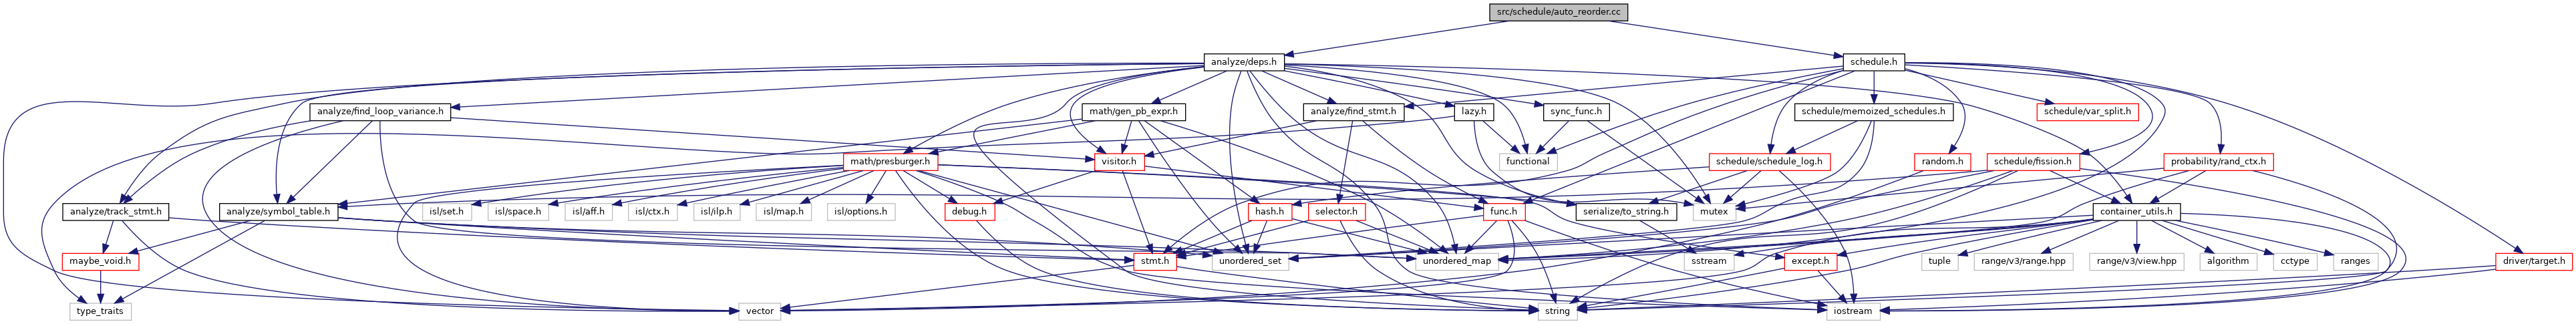 src/schedule/auto_reorder.cc
analyze/deps.h
schedule.h
analyze/find_loop_variance.h
math/gen_pb_expr.h
analyze/find_stmt.h
lazy.h
sync_func.h
schedule/memoized_schedules.h
schedule/var_split.h
math/presburger.h
visitor.h
functional
schedule/schedule_log.h
random.h
schedule/fission.h
probability/rand_ctx.h
analyze/track_stmt.h
analyze/symbol_table.h
isl/set.h
isl/space.h
isl/aff.h
isl/ctx.h
isl/ilp.h
isl/map.h
isl/options.h
debug.h
hash.h
selector.h
func.h
serialize/to_string.h
mutex
container_utils.h
maybe_void.h
stmt.h
unordered_set
unordered_map
sstream
except.h
tuple
range/v3/range.hpp
range/v3/view.hpp
algorithm
cctype
ranges
driver/target.h
type_traits
vector
string
iostream